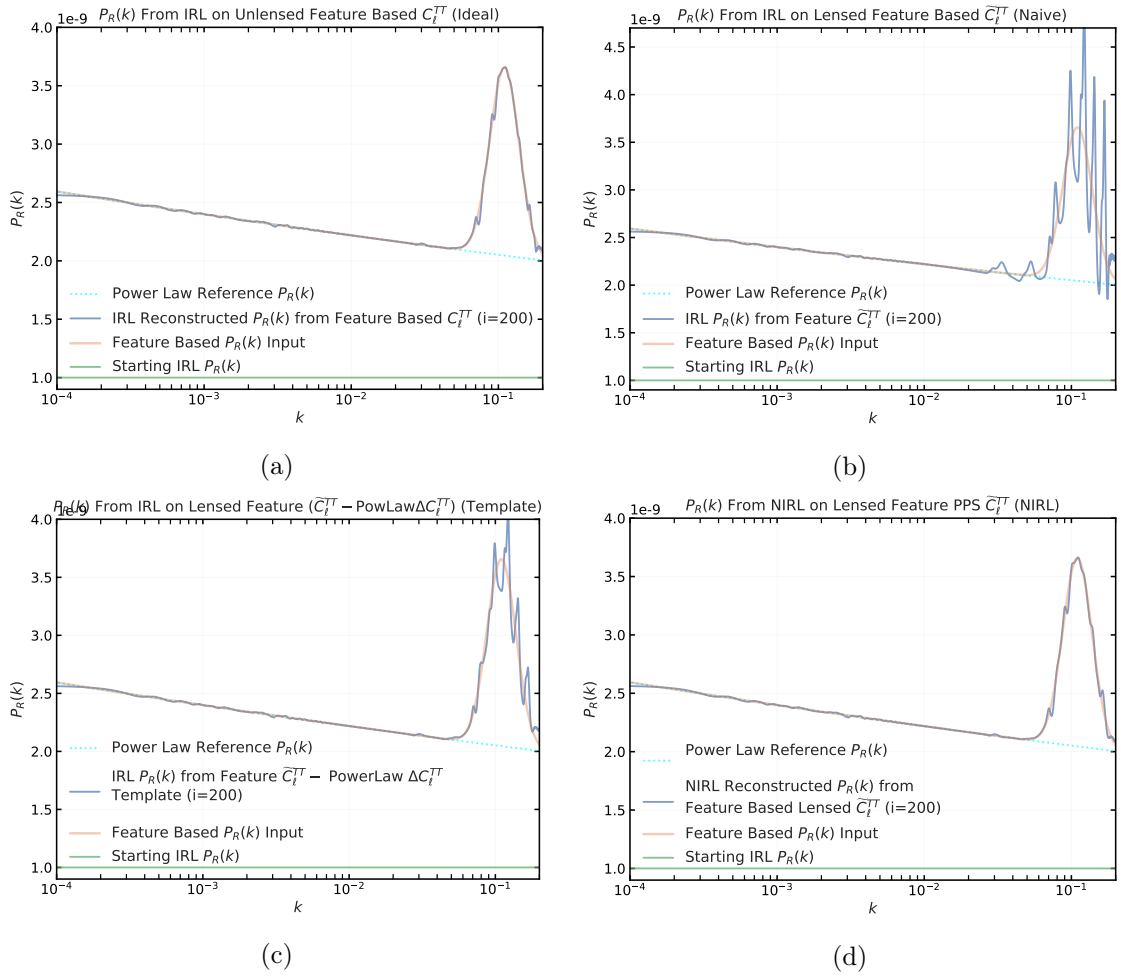 P_R(k) From IRL on Unlensed Feature Based C_ℓ^TT (Ideal)
1e-9
4.0
3.5
3.0
2.5
2.0
1.5
1.0
P_R(k)
Power Law Reference P_R(k)
IRL Reconstructed P_R(k) from Feature Based C_ℓ^TT (i=200)
Feature Based P_R(k) Input
Starting IRL P_R(k)
10^−4 10^−3 10^−2 10^−1
k
(a)
P_R(k) From IRL on Lensed Feature Based C̃_ℓ^TT (Naive)
1e-9
4.5
4.0
3.5
3.0
2.5
2.0
1.5
1.0
P_R(k)
Power Law Reference P_R(k)
IRL P_R(k) from Feature C̃_ℓ^TT (i=200)
Feature Based P_R(k) Input
Starting IRL P_R(k)
10^−4 10^−3 10^−2 10^−1
k
(b)
P_R(k) From IRL on Lensed Feature (C̃_ℓ^TT − PowLawΔC_ℓ^TT) (Template)
1e-9
4.0
3.5
3.0
2.5
2.0
1.5
1.0
P_R(k)
Power Law Reference P_R(k)
IRL P_R(k) from Feature C̃_ℓ^TT − PowerLaw ΔC_ℓ^TT
Template (i=200)
Feature Based P_R(k) Input
Starting IRL P_R(k)
10^−4 10^−3 10^−2 10^−1
k
(c)
P_R(k) From NIRL on Lensed Feature PPS C̃_ℓ^TT (NIRL)
1e-9
4.0
3.5
3.0
2.5
2.0
1.5
1.0
P_R(k)
Power Law Reference P_R(k)
NIRL Reconstructed P_R(k) from
Feature Based Lensed C̃_ℓ^TT (i=200)
Feature Based P_R(k) Input
Starting IRL P_R(k)
10^−4 10^−3 10^−2 10^−1
k
(d)